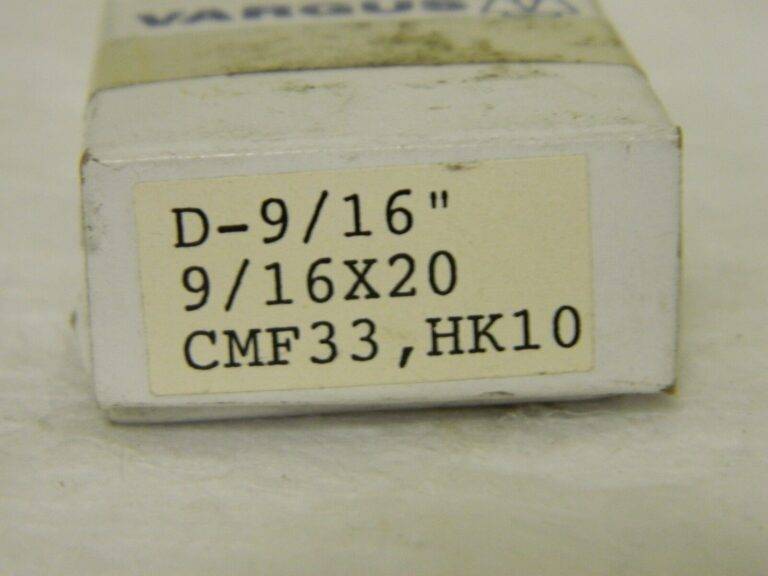 VARGUS
D-9/16"
9/16X20
CMF33,HK10